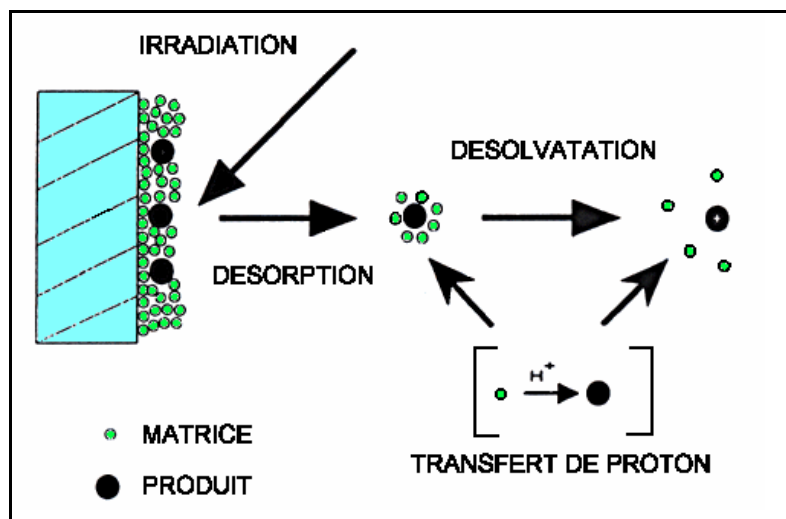 IRRADIATION
DESOLVATATION
DESORPTION
H+
+
MATRICE
PRODUIT
TRANSFERT DE PROTON